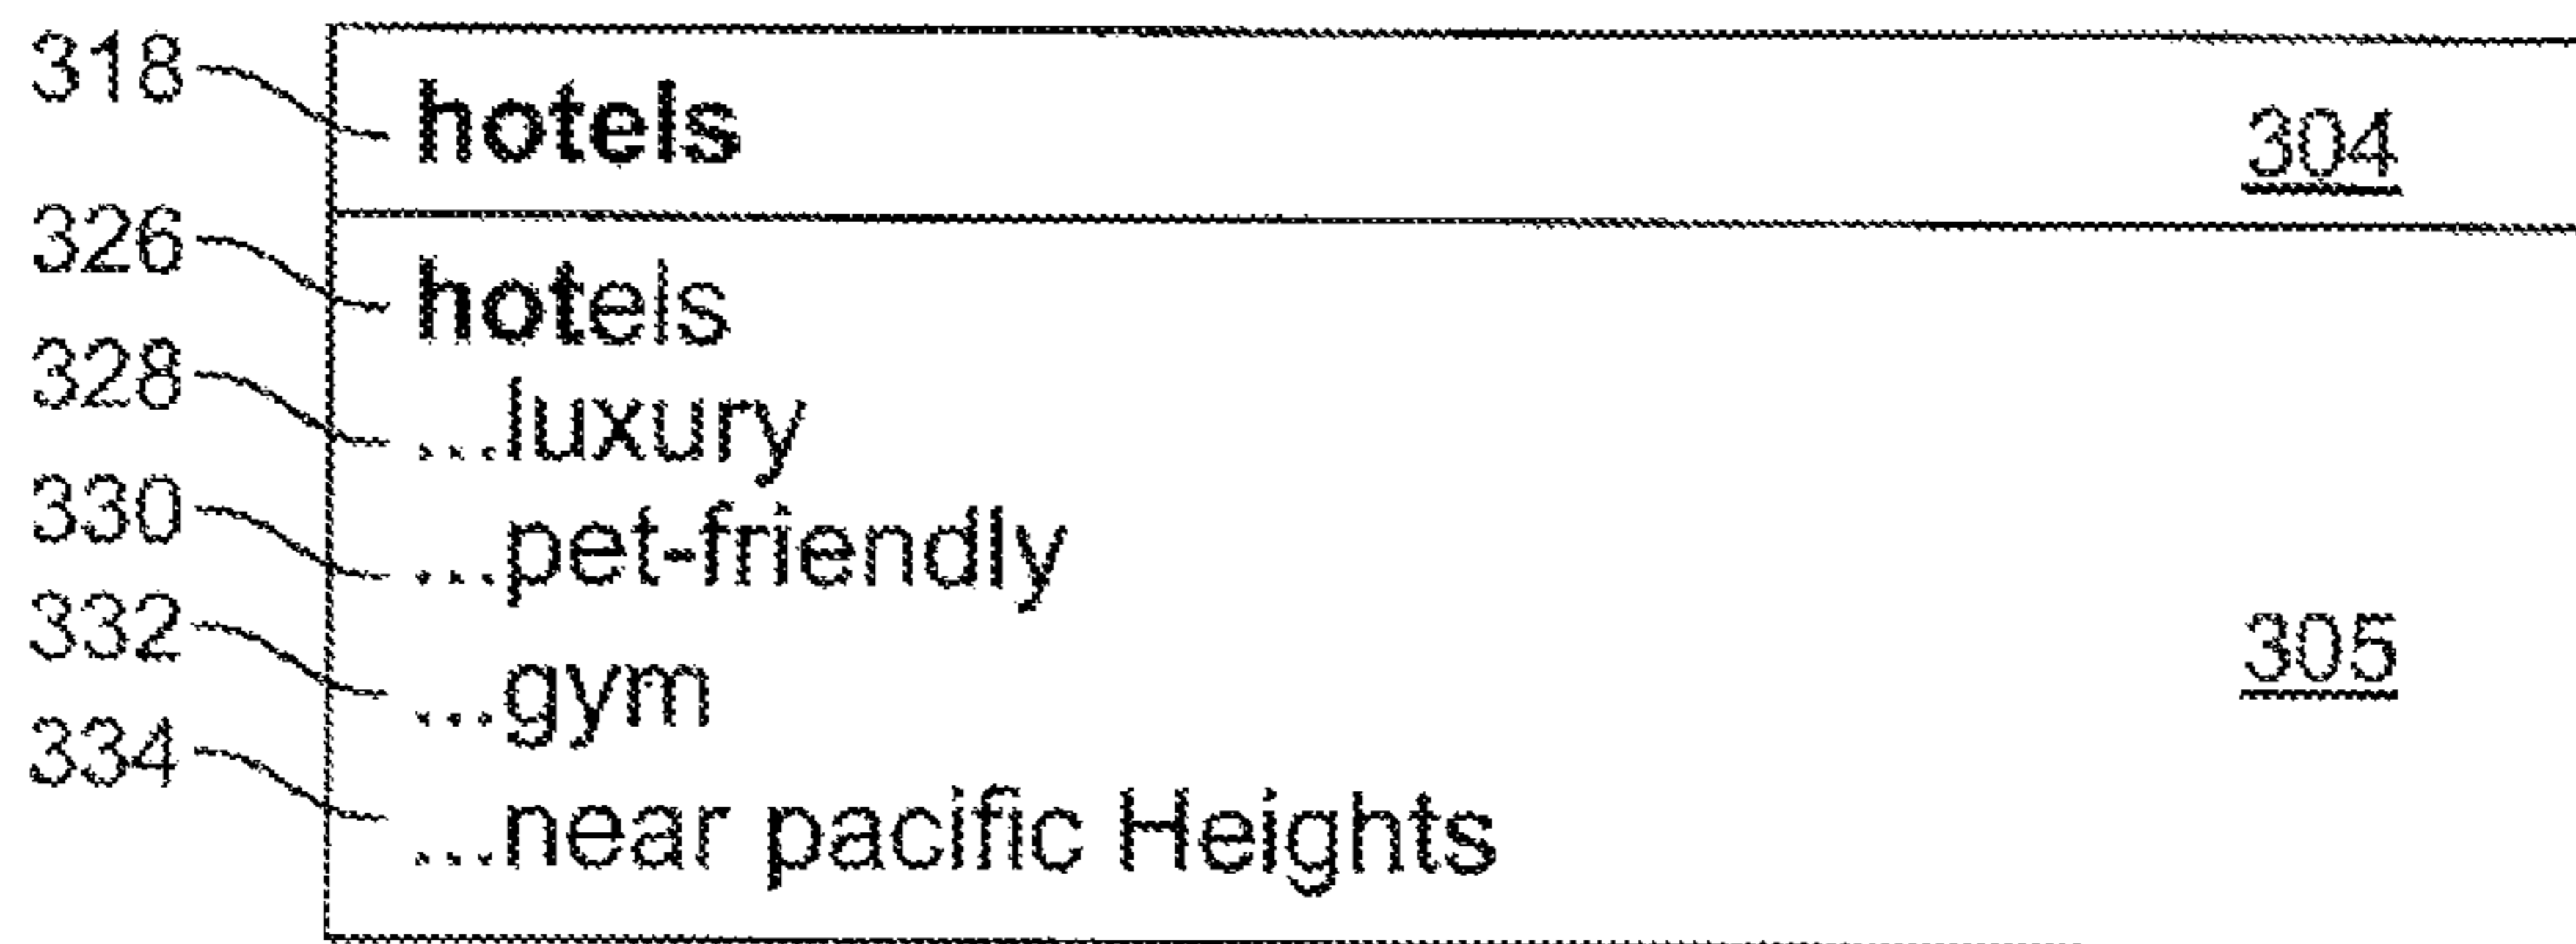 318 hotels 304
326 hotels
328 ...luxury
330 ...pet-friendly
332 ...gym 305
334 ...near pacific Heights